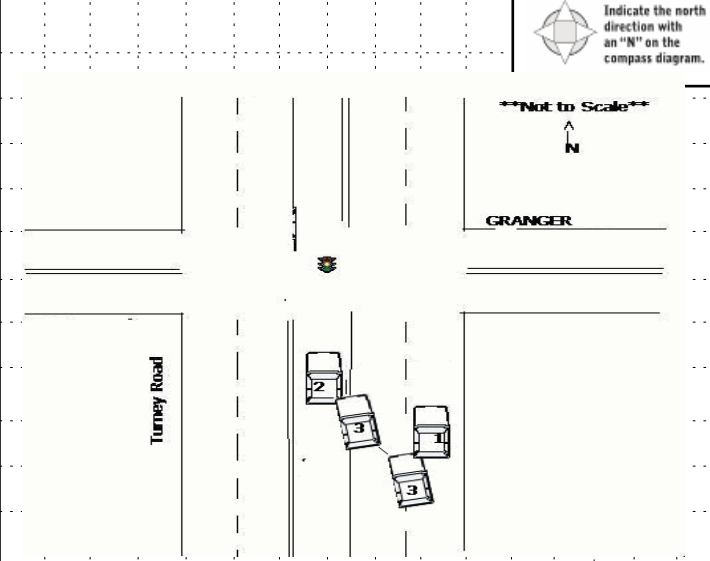 Indicate the north
direction with
an "N" on the
compass diagram.
**Not to Scale**
N
GRANGER
Turney Road
2
3
1
3